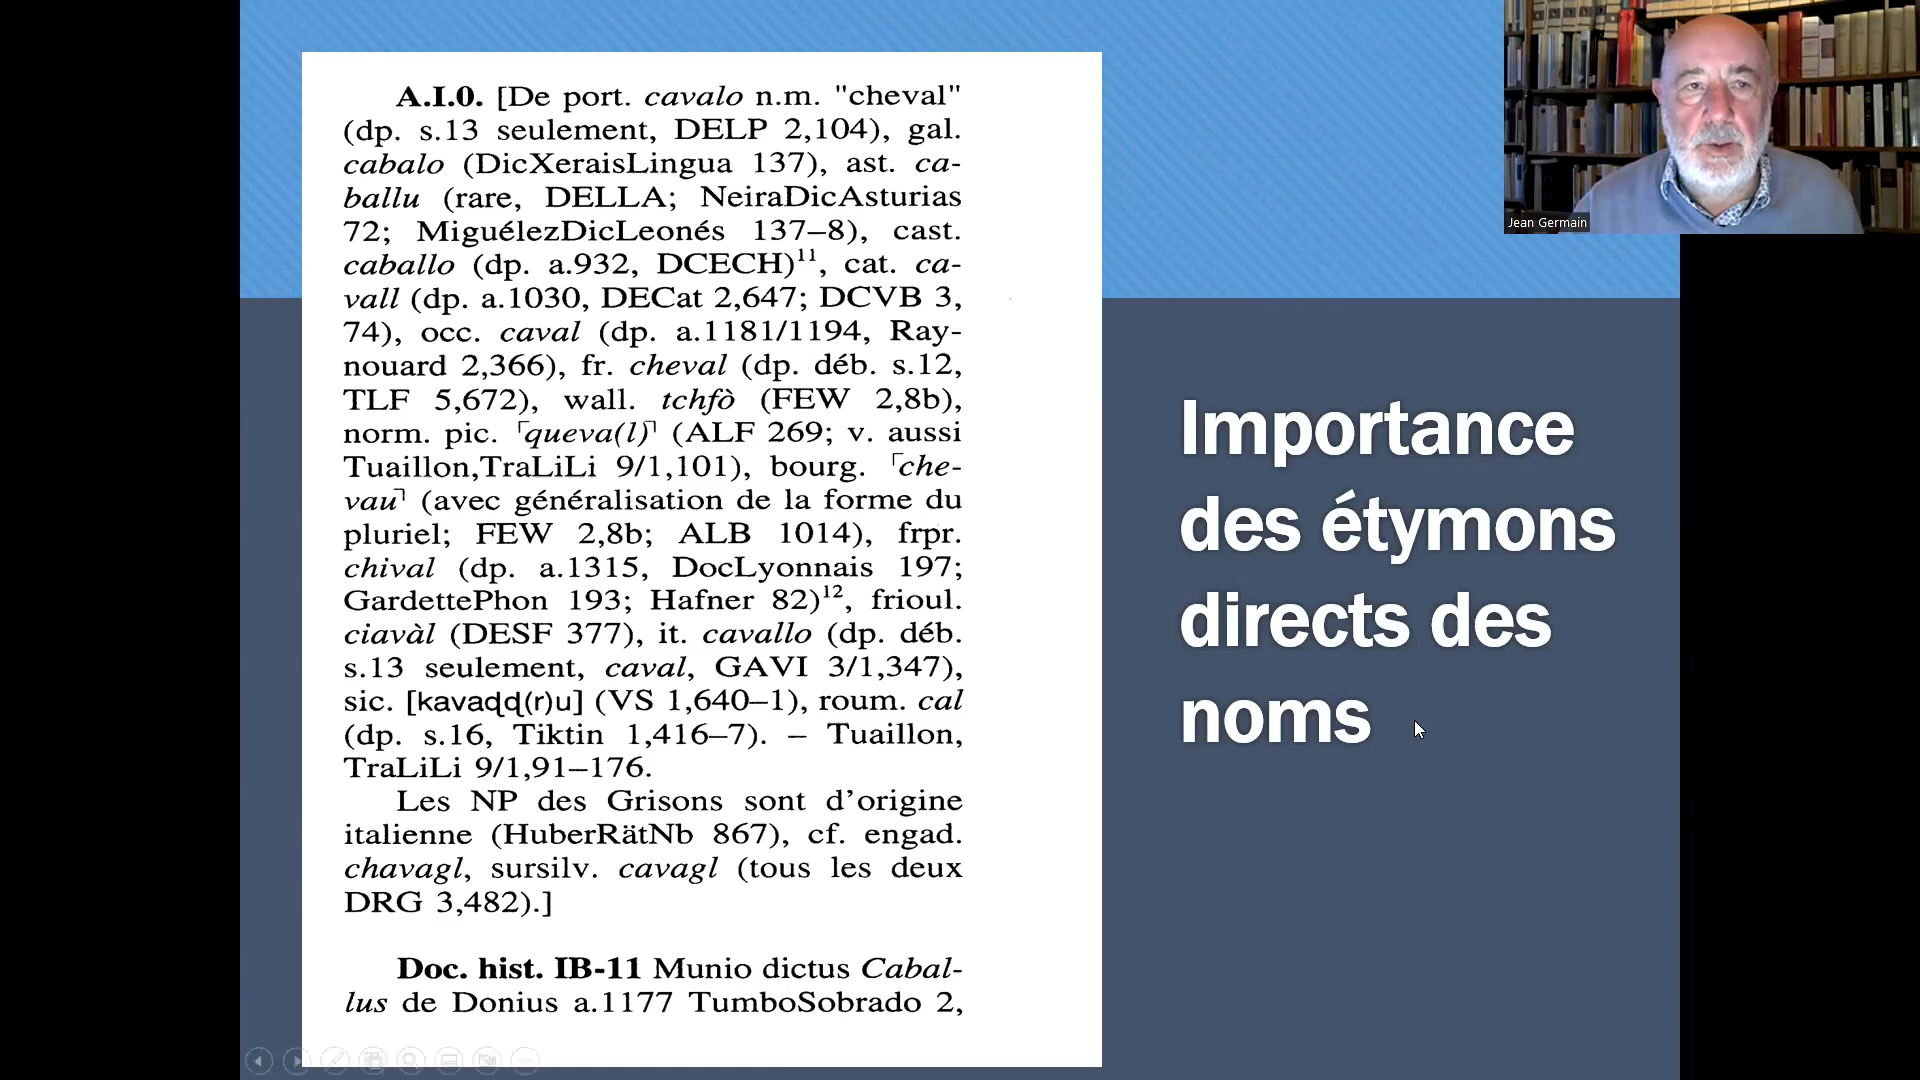 A.I.0. [De port. cavalo n.m. "cheval"
(dp. s.13 seulement, DELP 2,104), gal.
cabalo (DicXeraisLingua 137), ast. ca-
ballu (rare, DELLA; NeiraDicAsturias
72; MiguélezDicLeonés 137–8), cast.
caballo (dp. a.932, DCECH)¹¹, cat. ca-
vall (dp. a.1030, DECat 2,647; DCVB 3,
74), occ. caval (dp. a.1181/1194, Ray-
nouard 2,366), fr. cheval (dp. déb. s.12,
TLF 5,672), wall. tchfò (FEW 2,8b),
norm. pic. ⌜queva(l)⌝ (ALF 269; v. aussi
Tuaillon,TraLiLi 9/1,101), bourg. ⌜che-
vau⌝ (avec généralisation de la forme du
pluriel; FEW 2,8b; ALB 1014), frpr.
chival (dp. a.1315, DocLyonnais 197;
GardettePhon 193; Hafner 82)¹², frioul.
ciavàl (DESF 377), it. cavallo (dp. déb.
s.13 seulement, caval, GAVI 3/1,347),
sic. [kavaɖɖ(r)u] (VS 1,640–1), roum. cal
(dp. s.16, Tiktin 1,416–7). – Tuaillon,
TraLiLi 9/1,91–176.
Les NP des Grisons sont d'origine
italienne (HuberRätNb 867), cf. engad.
chavagl, sursilv. cavagl (tous les deux
DRG 3,482).]
Doc. hist. IB-11 Munio dictus Cabal-
lus de Donius a.1177 TumboSobrado 2,
Importance
des étymons
directs des
noms
Jean Germain